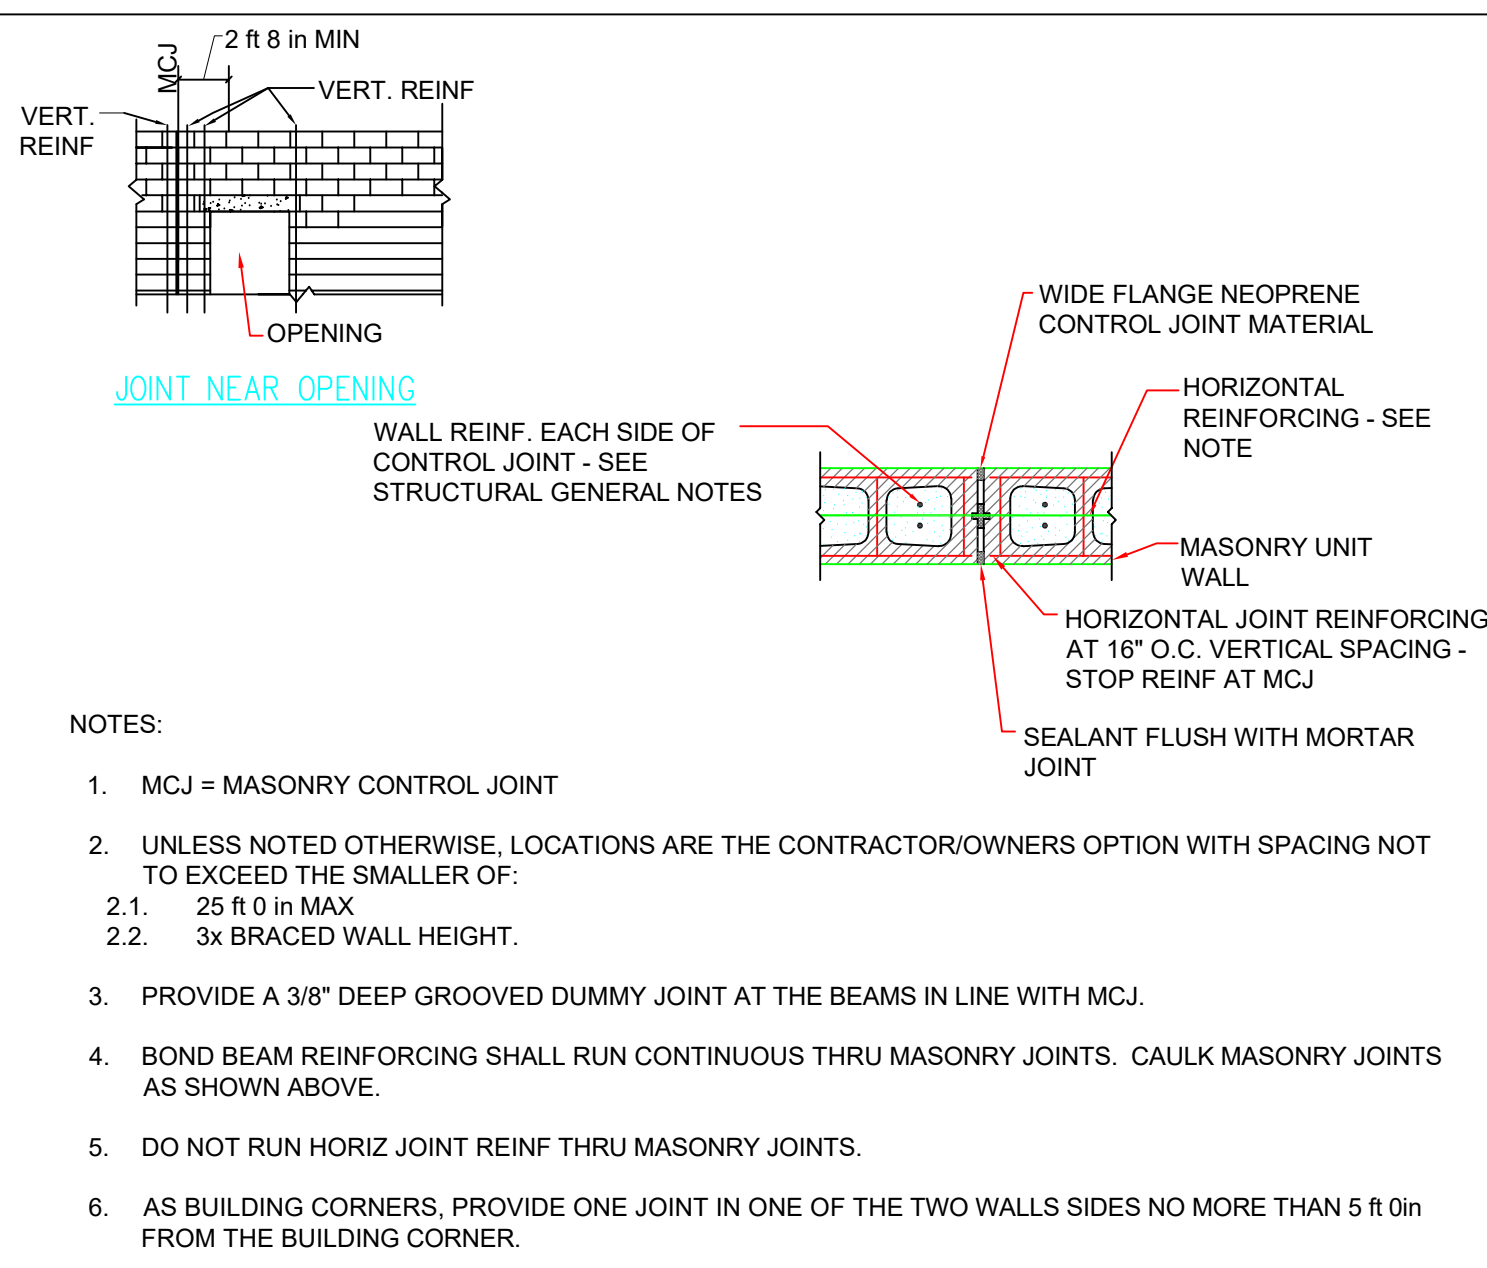 MCJ
2 ft 8 in MIN
VERT. REINF
VERT.
REINF
OPENING
JOINT NEAR OPENING
WIDE FLANGE NEOPRENE
CONTROL JOINT MATERIAL
HORIZONTAL
REINFORCING - SEE
NOTE
WALL REINF. EACH SIDE OF
CONTROL JOINT - SEE
STRUCTURAL GENERAL NOTES
MASONRY UNIT
WALL
HORIZONTAL JOINT REINFORCING
AT 16" O.C. VERTICAL SPACING -
STOP REINF AT MCJ
SEALANT FLUSH WITH MORTAR
JOINT
NOTES:
1. MCJ = MASONRY CONTROL JOINT
2. UNLESS NOTED OTHERWISE, LOCATIONS ARE THE CONTRACTOR/OWNERS OPTION WITH SPACING NOT
TO EXCEED THE SMALLER OF:
2.1. 25 ft 0 in MAX
2.2. 3x BRACED WALL HEIGHT.
3. PROVIDE A 3/8" DEEP GROOVED DUMMY JOINT AT THE BEAMS IN LINE WITH MCJ.
4. BOND BEAM REINFORCING SHALL RUN CONTINUOUS THRU MASONRY JOINTS. CAULK MASONRY JOINTS
AS SHOWN ABOVE.
5. DO NOT RUN HORIZ JOINT REINF THRU MASONRY JOINTS.
6. AS BUILDING CORNERS, PROVIDE ONE JOINT IN ONE OF THE TWO WALLS SIDES NO MORE THAN 5 ft 0in
FROM THE BUILDING CORNER.